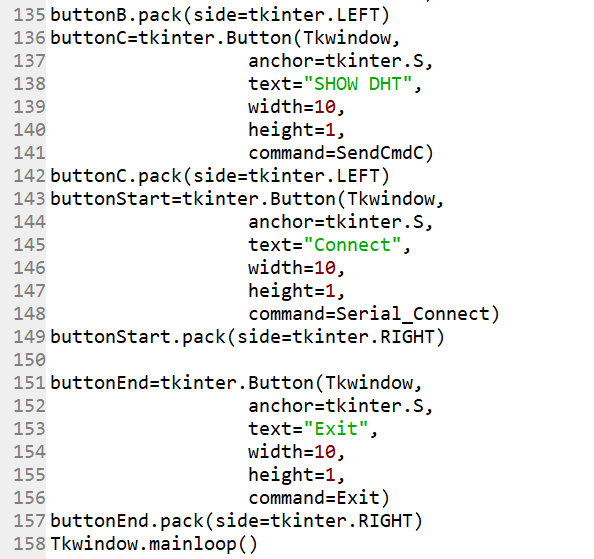 135 buttonB.pack(side=tkinter.LEFT)
136 buttonC=tkinter.Button(Tkwindow,
137                     anchor=tkinter.S,
138                     text="SHOW DHT",
139                     width=10,
140                     height=1,
141                     command=SendCmdC)
142 buttonC.pack(side=tkinter.LEFT)
143 buttonStart=tkinter.Button(Tkwindow,
144                     anchor=tkinter.S,
145                     text="Connect",
146                     width=10,
147                     height=1,
148                     command=Serial_Connect)
149 buttonStart.pack(side=tkinter.RIGHT)
150
151 buttonEnd=tkinter.Button(Tkwindow,
152                     anchor=tkinter.S,
153                     text="Exit",
154                     width=10,
155                     height=1,
156                     command=Exit)
157 buttonEnd.pack(side=tkinter.RIGHT)
158 Tkwindow.mainloop()